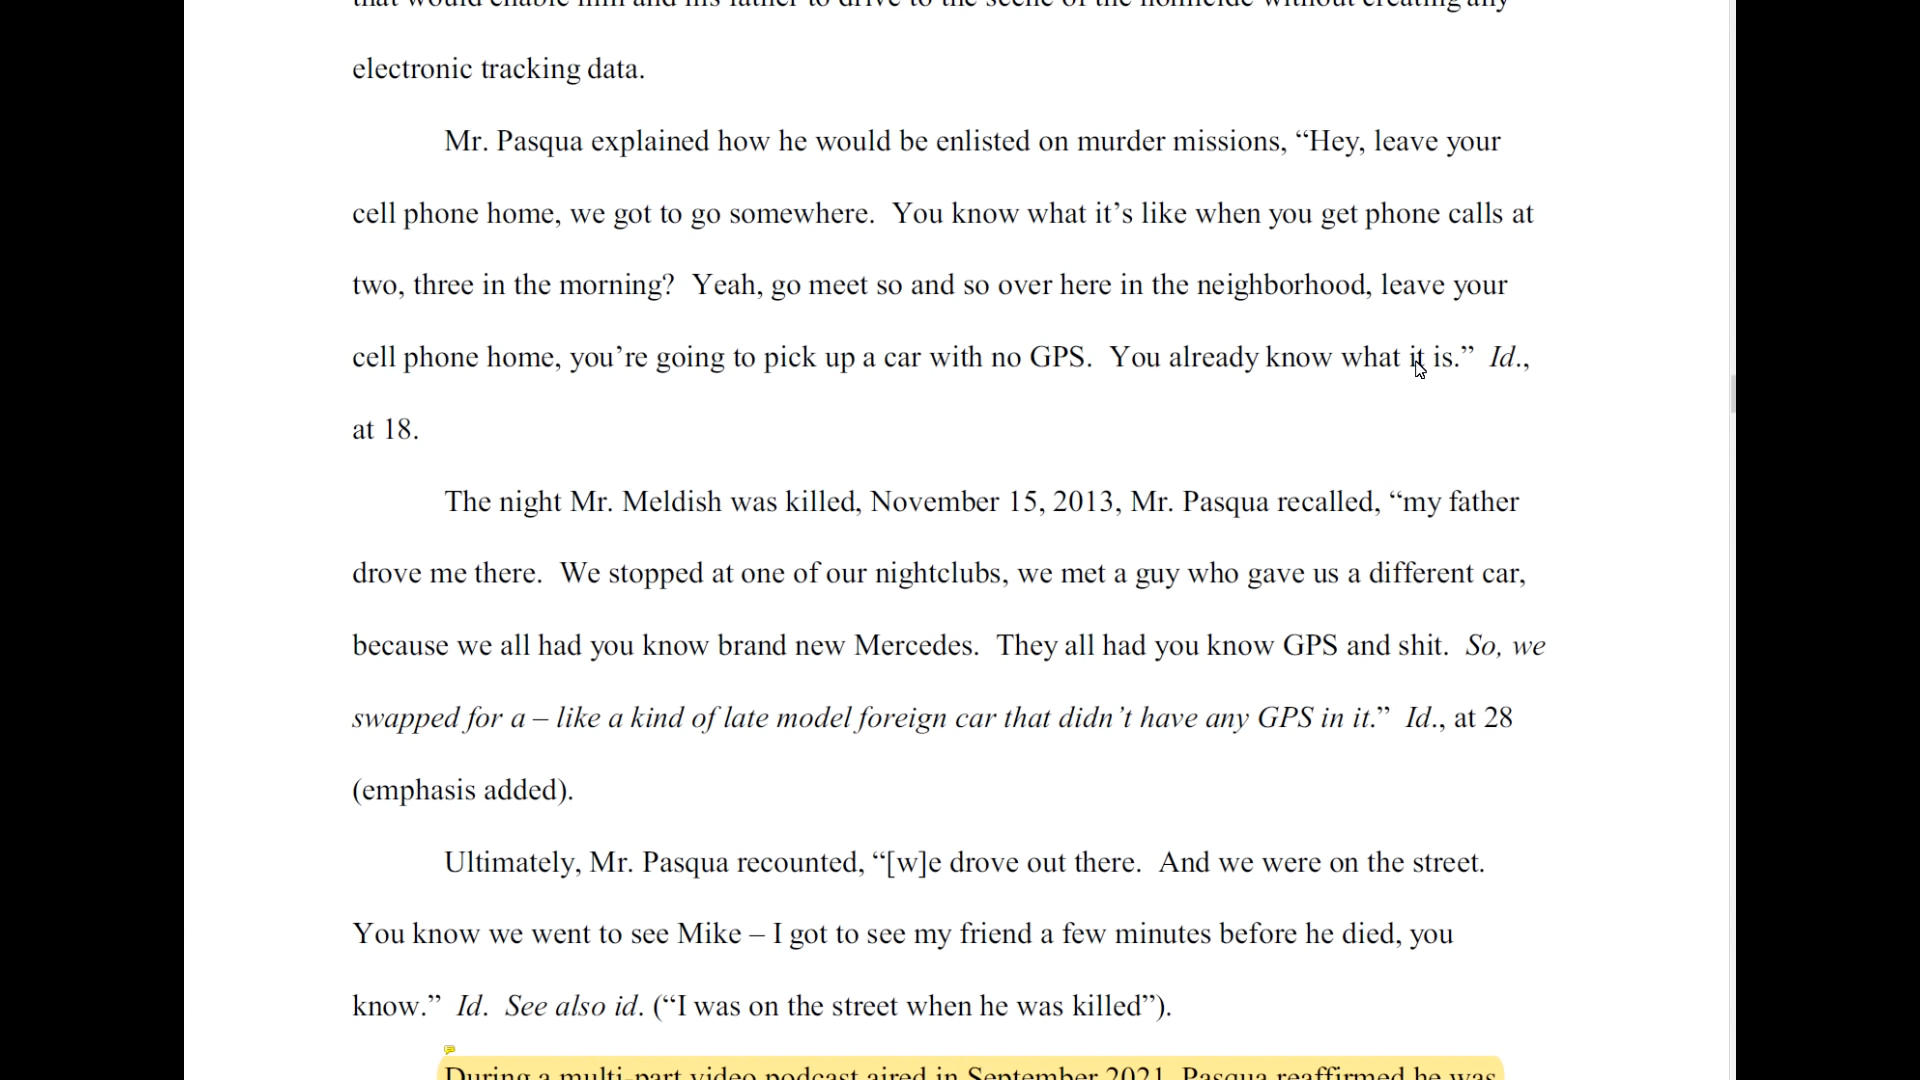 that would enable him and his father to drive to the scene of the homicide without creating any
electronic tracking data.
Mr. Pasqua explained how he would be enlisted on murder missions, “Hey, leave your
cell phone home, we got to go somewhere.  You know what it’s like when you get phone calls at
two, three in the morning?  Yeah, go meet so and so over here in the neighborhood, leave your
cell phone home, you’re going to pick up a car with no GPS.  You already know what it is.”  Id.,
at 18.
The night Mr. Meldish was killed, November 15, 2013, Mr. Pasqua recalled, “my father
drove me there.  We stopped at one of our nightclubs, we met a guy who gave us a different car,
because we all had you know brand new Mercedes.  They all had you know GPS and shit.  So, we
swapped for a – like a kind of late model foreign car that didn’t have any GPS in it.”  Id., at 28
(emphasis added).
Ultimately, Mr. Pasqua recounted, “[w]e drove out there.  And we were on the street.
You know we went to see Mike – I got to see my friend a few minutes before he died, you
know.”  Id.  See also id. (“I was on the street when he was killed”).
During a multi-part video podcast aired in September 2021, Pasqua reaffirmed he was